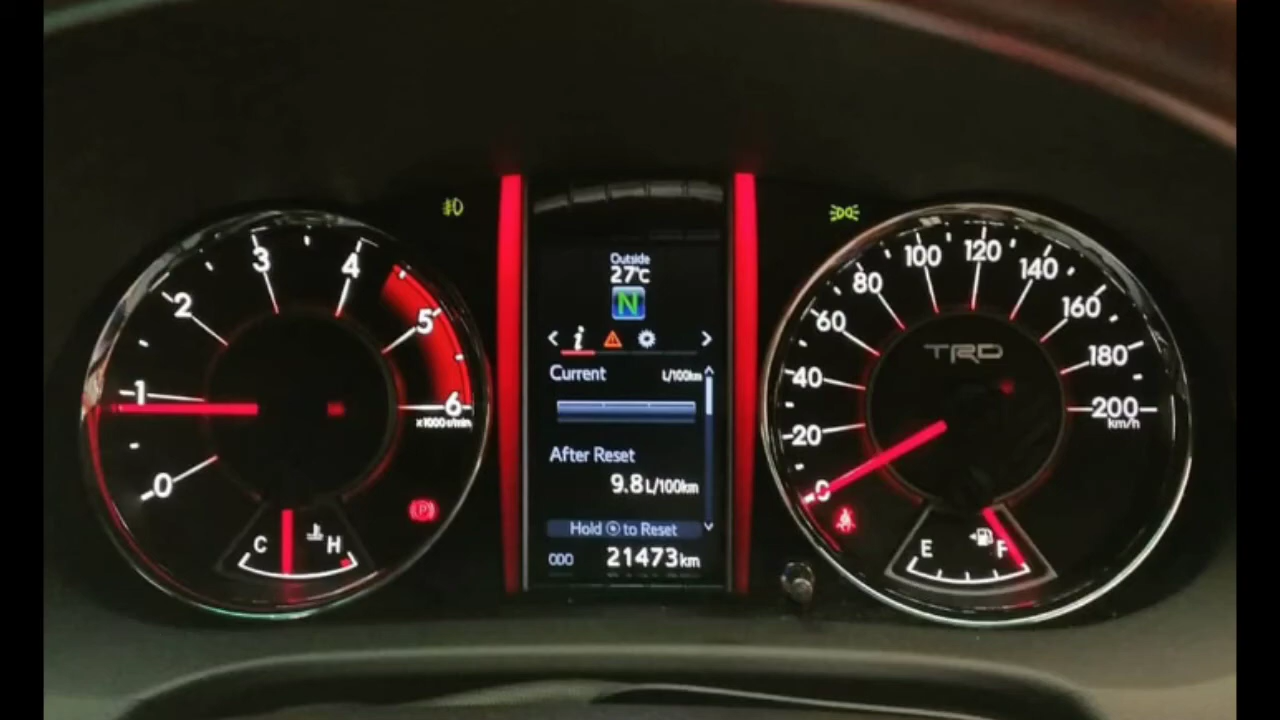 0
1
2
3
4
5
6
x1000 r/min
C
H
P
Outside
27°C
N
i
Current L/100km
After Reset
9.8 L/100km
Hold to Reset
ODO 21473 km
0
20
40
60
80
100
120
140
160
180
200
km/h
TRD
E
F